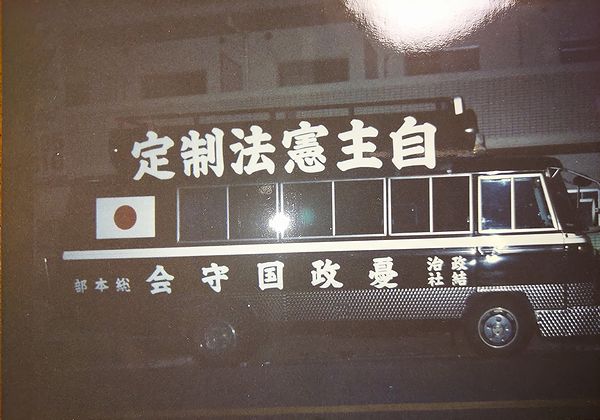 自主憲法制定
政治
結社
憂政国守会
総本部